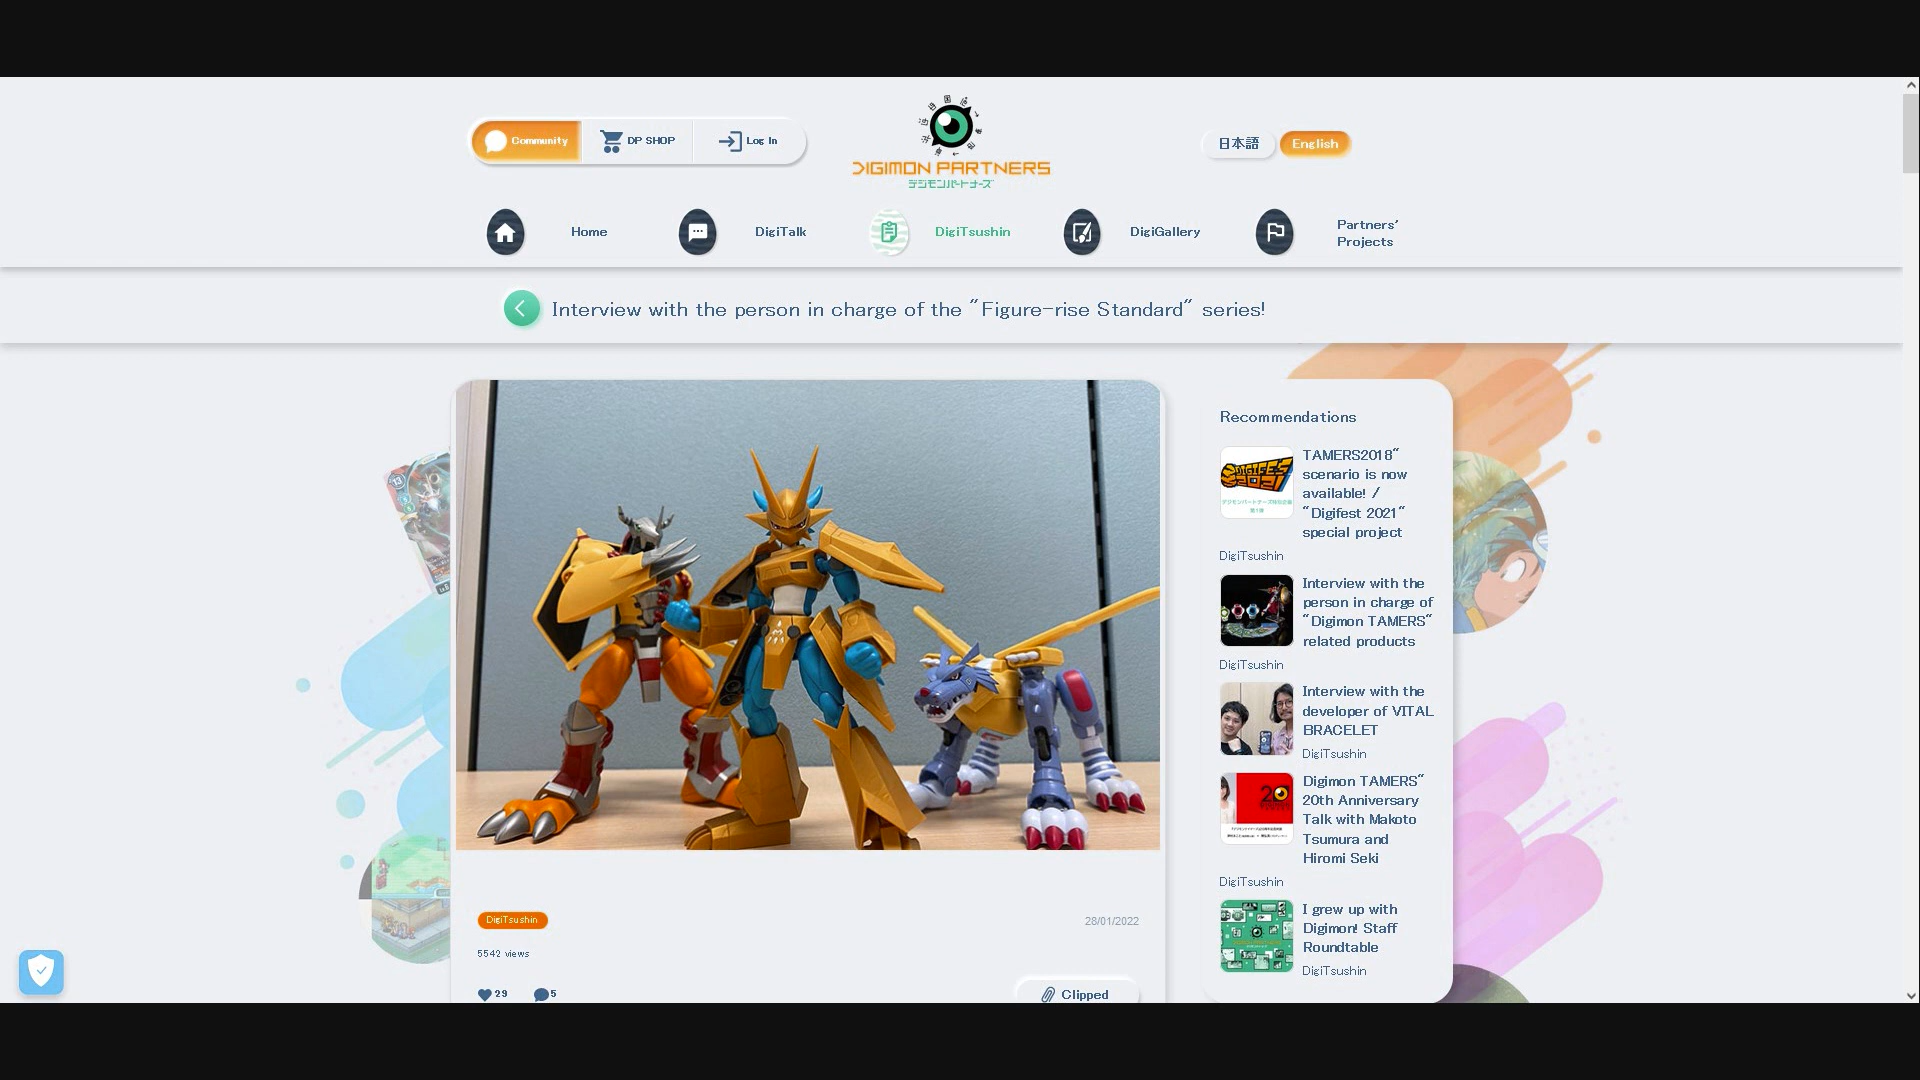 Community
DP SHOP
Log In
DIGIMON PARTNERS
デジモンパートナーズ
日本語
English
Home
DigiTalk
DigiTsushin
DigiGallery
Partners'
Projects
Interview with the person in charge of the "Figure-rise Standard" series!
DigiTsushin
28/01/2022
5542 views
29
5
Clipped
Recommendations
TAMERS2018"
scenario is now
available! /
"Digifest 2021"
special project
DigiTsushin
Interview with the
person in charge of
"Digimon TAMERS"
related products
DigiTsushin
Interview with the
developer of VITAL
BRACELET
DigiTsushin
Digimon TAMERS"
20th Anniversary
Talk with Makoto
Tsumura and
Hiromi Seki
DigiTsushin
I grew up with
Digimon! Staff
Roundtable
DigiTsushin